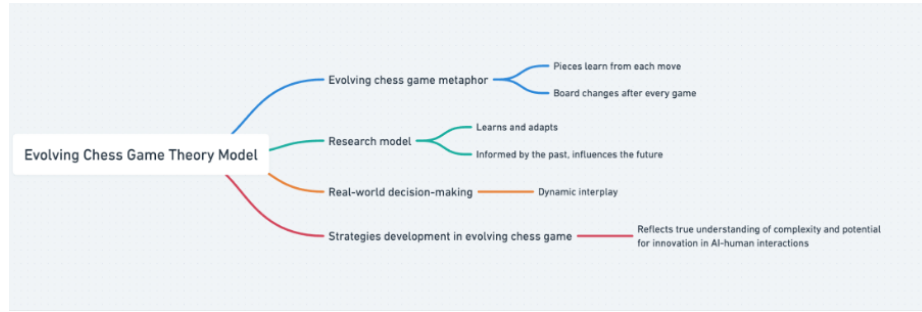 Evolving Chess Game Theory Model
Evolving chess game metaphor
Pieces learn from each move
Board changes after every game
Research model
Learns and adapts
Informed by the past, influences the future
Real-world decision-making
Dynamic interplay
Strategies development in evolving chess game
Reflects true understanding of complexity and potential
for innovation in AI-human interactions